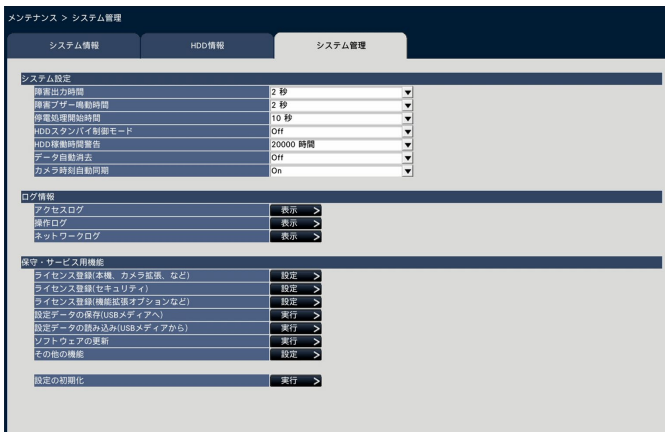 メンテナンス > システム管理
システム情報 HDD情報 システム管理
システム設定
障害出力時間 2 秒
障害ブザー鳴動時間 2 秒
停電処理開始時間 10 秒
HDDスタンバイ制御モード Off
HDD稼働時間警告 20000 時間
データ自動消去 Off
カメラ時刻自動同期 On
ログ情報
アクセスログ 表示 >
操作ログ 表示 >
ネットワークログ 表示 >
保守・サービス用機能
ライセンス登録(本機、カメラ拡張、など) 設定 >
ライセンス登録(セキュリティ) 設定 >
ライセンス登録(機能拡張オプションなど) 設定 >
設定データの保存(USBメディアへ) 実行 >
設定データの読み込み(USBメディアから) 実行 >
ソフトウェアの更新 実行 >
その他の機能 設定 >
設定の初期化 実行 >